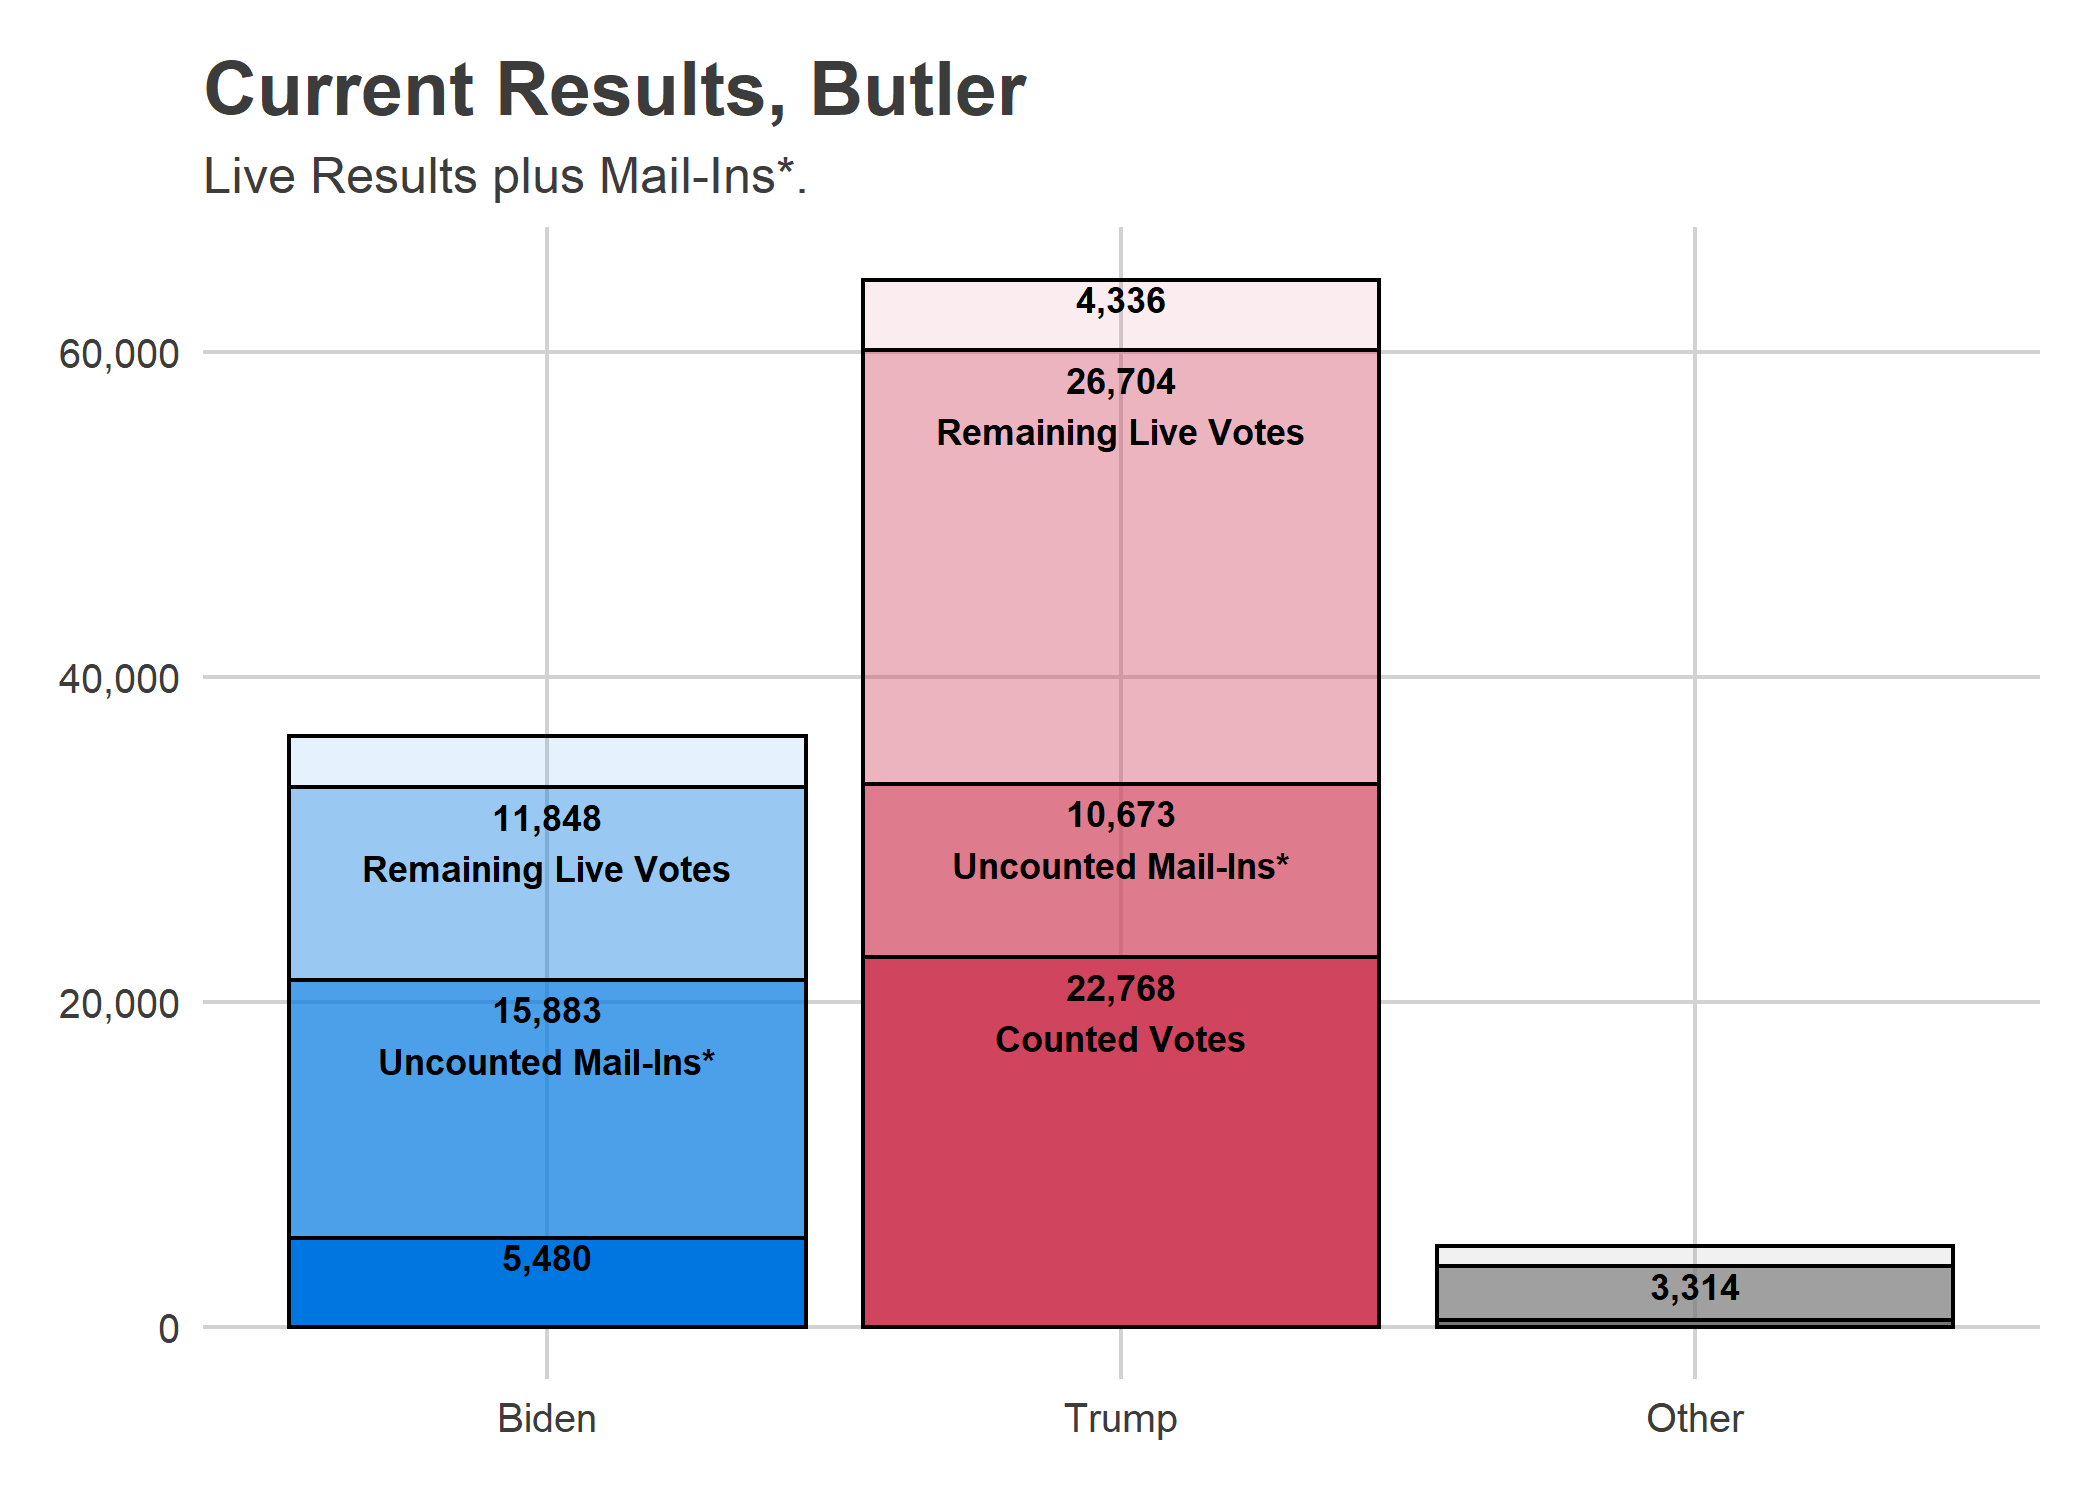 Current Results, Butler
Live Results plus Mail-Ins*.
60,000
40,000
20,000
0
11,848
Remaining Live Votes
15,883
Uncounted Mail-Ins*
5,480
4,336
26,704
Remaining Live Votes
10,673
Uncounted Mail-Ins*
22,768
Counted Votes
3,314
Biden
Trump
Other